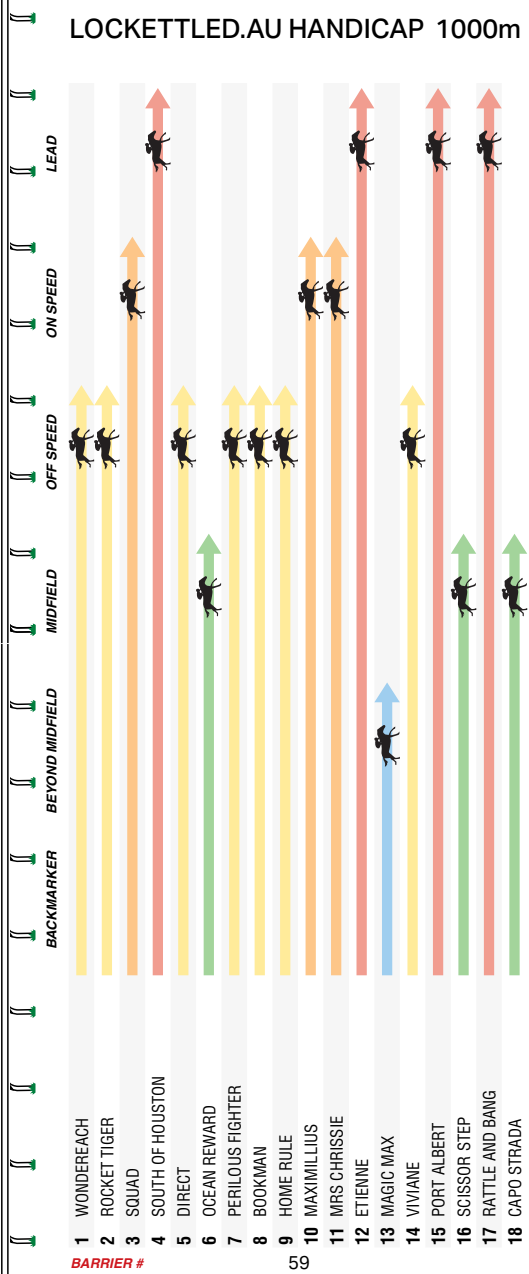 LOCKETTLED.AU HANDICAP 1000m
LEAD
ON SPEED
OFF SPEED
MIDFIELD
BEYOND MIDFIELD
BACKMARKER
1 WONDEREACH
2 ROCKET TIGER
3 SQUAD
4 SOUTH OF HOUSTON
5 DIRECT
6 OCEAN REWARD
7 PERILOUS FIGHTER
8 BOOKMAN
9 HOME RULE
10 MAXIMILLIUS
11 MRS CHRISSIE
12 ETIENNE
13 MAGIC MAX
14 VIVIANE
15 PORT ALBERT
16 SCISSOR STEP
17 RATTLE AND BANG
18 CAPO STRADA
BARRIER #
59